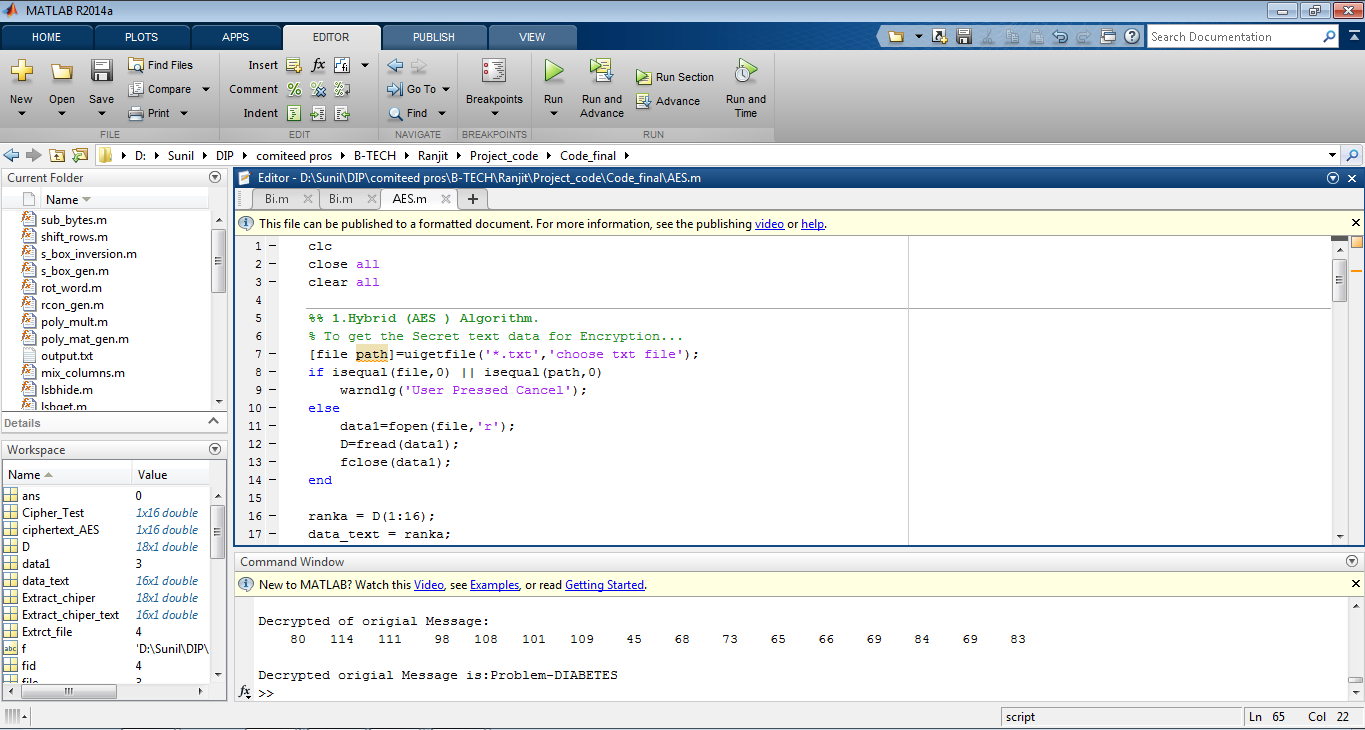 MATLAB R2014a
HOME PLOTS APPS EDITOR PUBLISH VIEW Search Documentation
New Open Save Find Files Compare Print
Insert fx Comment Indent
Go To Find
Breakpoints
Run Run and Advance Run Section Advance Run and Time
FILE EDIT NAVIGATE BREAKPOINTS RUN
D: Sunil DIP comiteed pros B-TECH Ranjit Project_code Code_final
Current Folder
Name
sub_bytes.m
shift_rows.m
s_box_inversion.m
s_box_gen.m
rot_word.m
rcon_gen.m
poly_mult.m
poly_mat_gen.m
output.txt
mix_columns.m
lsbhide.m
lsbget.m
Details
Workspace
Name Value
ans 0
Cipher_Test 1x16 double
ciphertext_AES 1x16 double
D 18x1 double
data1 3
data_text 16x1 double
Extract_chiper 18x1 double
Extract_chiper_text 16x1 double
Extrct_file 4
abc f 'D:\Sunil\DIP\
fid 4
file 3
Editor - D:\Sunil\DIP\comiteed pros\B-TECH\Ranjit\Project_code\Code_final\AES.m
Bi.m Bi.m AES.m
This file can be published to a formatted document. For more information, see the publishing video or help.
1 clc
2 close all
3 clear all
4
5 %% 1.Hybrid (AES ) Algorithm.
6 % To get the Secret text data for Encryption...
7 [file path]=uigetfile('*.txt','choose txt file');
8 if isequal(file,0) || isequal(path,0)
9 warndlg('User Pressed Cancel');
10 else
11 data1=fopen(file,'r');
12 D=fread(data1);
13 fclose(data1);
14 end
15
16 ranka = D(1:16);
17 data_text = ranka;
Command Window
New to MATLAB? Watch this Video, see Examples, or read Getting Started.
Decrypted of origial Message:
80 114 111 98 108 101 109 45 68 73 65 66 69 84 69 83
Decrypted origial Message is:Problem-DIABETES
fx >>
script Ln 65 Col 22